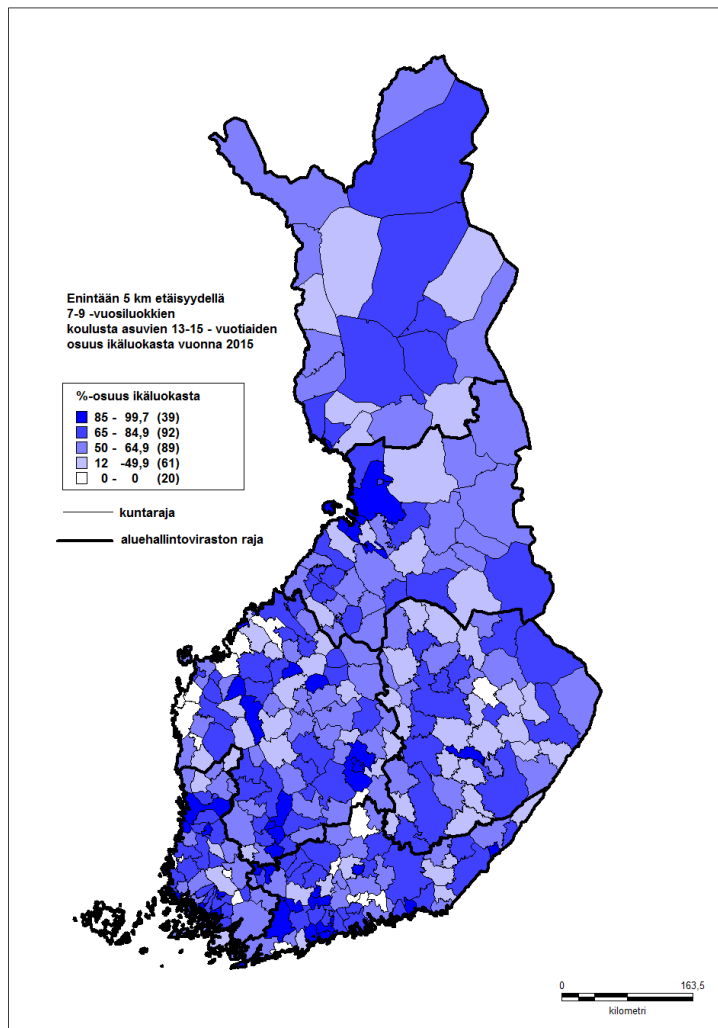 Enintään 5 km etäisyydellä
7-9 -vuosiluokkien
koulusta asuvien 13-15 - vuotiaiden
osuus ikäluokasta vuonna 2015
%-osuus ikäluokasta
85 - 99,7 (39)
65 - 84,9 (92)
50 - 64,9 (89)
12 -49,9 (61)
0 - 0 (20)
kuntaraja
aluehallintoviraston raja
0 163,5
kilometri